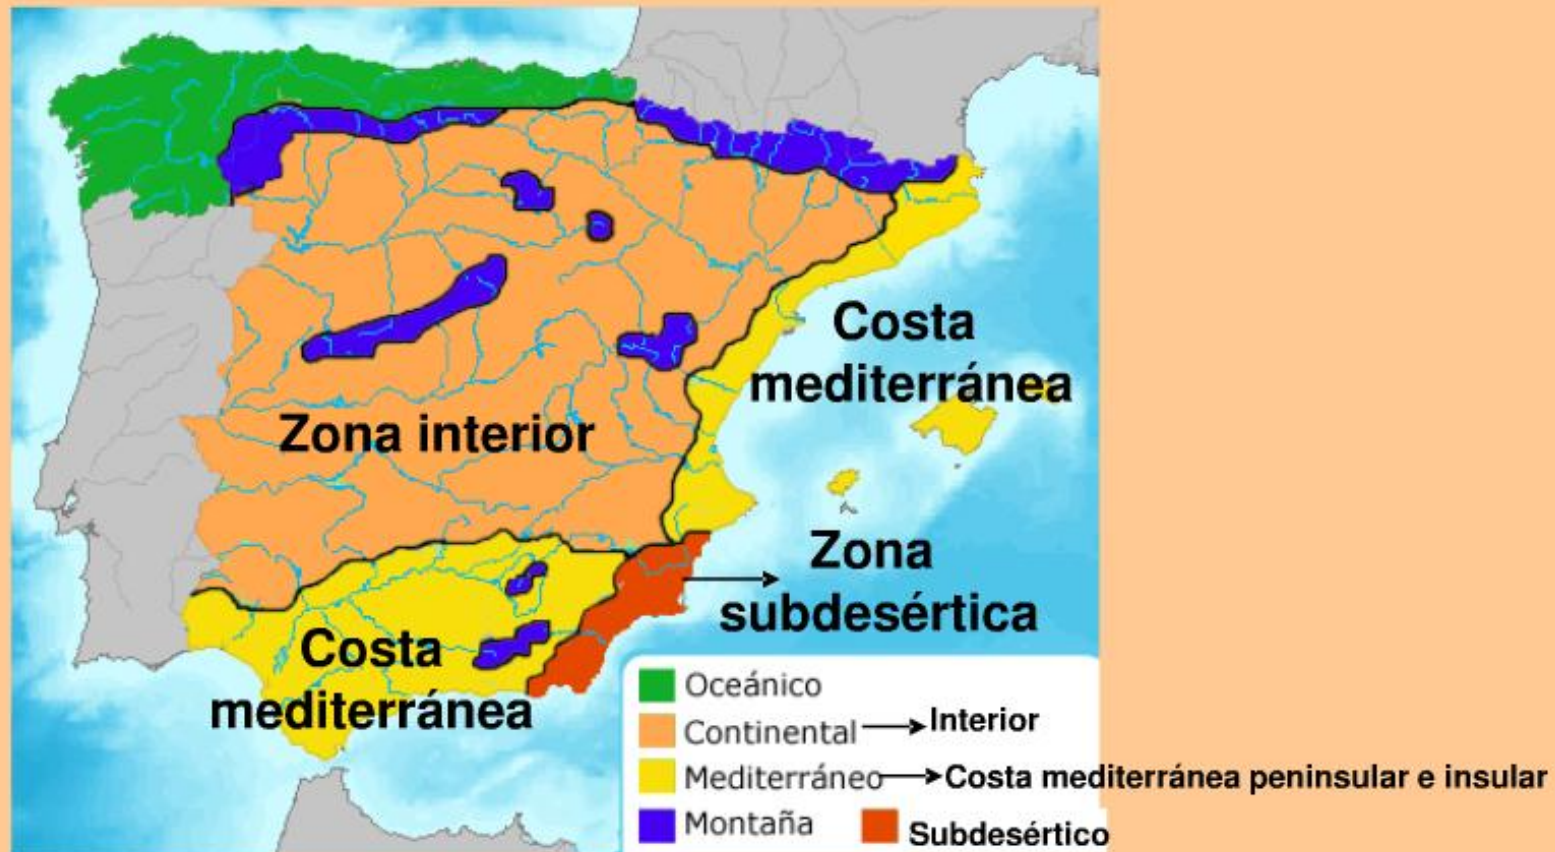 Costa
mediterránea
Zona interior
Zona
subdesértica
Costa
mediterránea
Oceánico
Continental Interior
Mediterráneo Costa mediterránea peninsular e insular
Montaña Subdesértico